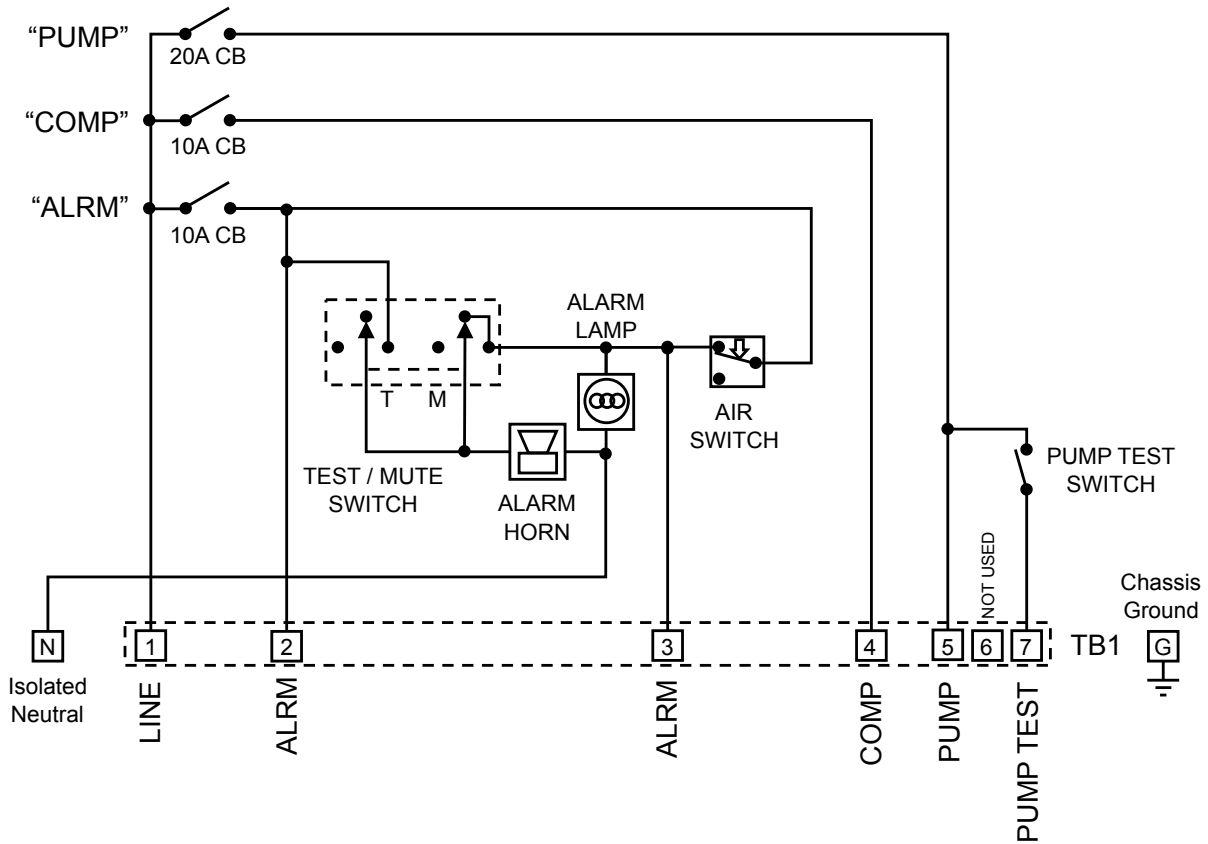 “PUMP”
20A CB
“COMP”
10A CB
“ALRM”
10A CB
ALARM
LAMP
T M
AIR
SWITCH
TEST / MUTE
SWITCH
ALARM
HORN
PUMP TEST
SWITCH
NOT USED
Chassis
Ground
N 1 2 3 4 5 6 7 TB1 G
Isolated
Neutral
LINE
ALRM
ALRM
COMP
PUMP
PUMP TEST